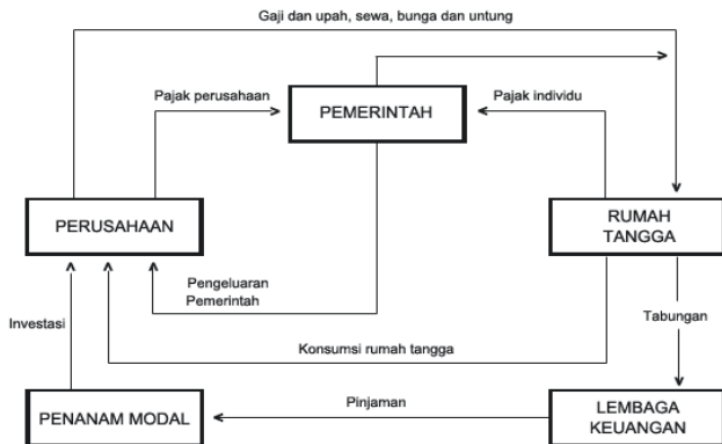 Gaji dan upah, sewa, bunga dan untung
Pajak perusahaan
PEMERINTAH
Pajak individu
PERUSAHAAN
RUMAH
TANGGA
Pengeluaran
Pemerintah
Investasi
Tabungan
Konsumsi rumah tangga
PENANAM MODAL
Pinjaman
LEMBAGA
KEUANGAN